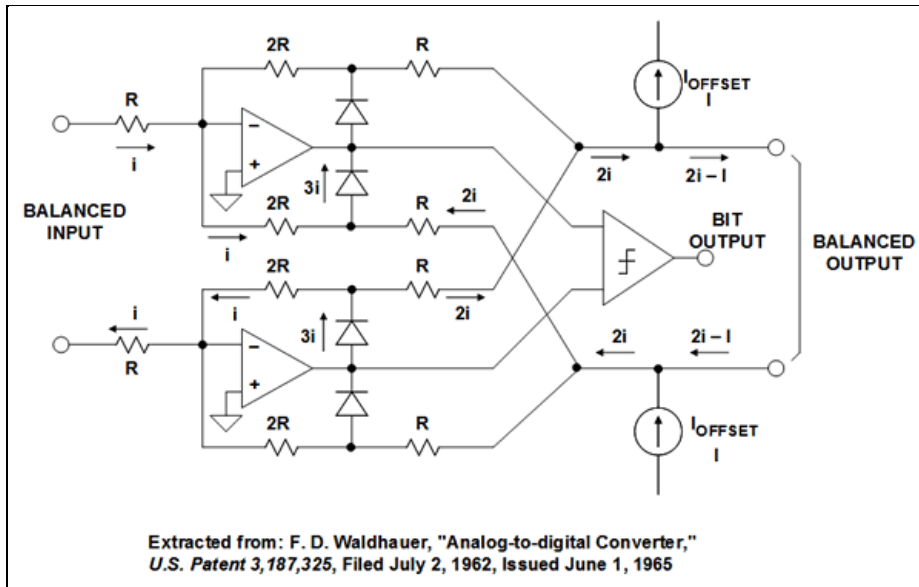 2R
R
I OFFSET
I
R
−
+
i
3i
2i
2i
2i – I
BALANCED
INPUT
2R
R
i
BIT
OUTPUT
BALANCED
OUTPUT
2R
R
i
i
3i
2i
2i
2i – I
R
−
+
2R
R
I OFFSET
I
Extracted from: F. D. Waldhauer, "Analog-to-digital Converter,"
U.S. Patent 3,187,325, Filed July 2, 1962, Issued June 1, 1965